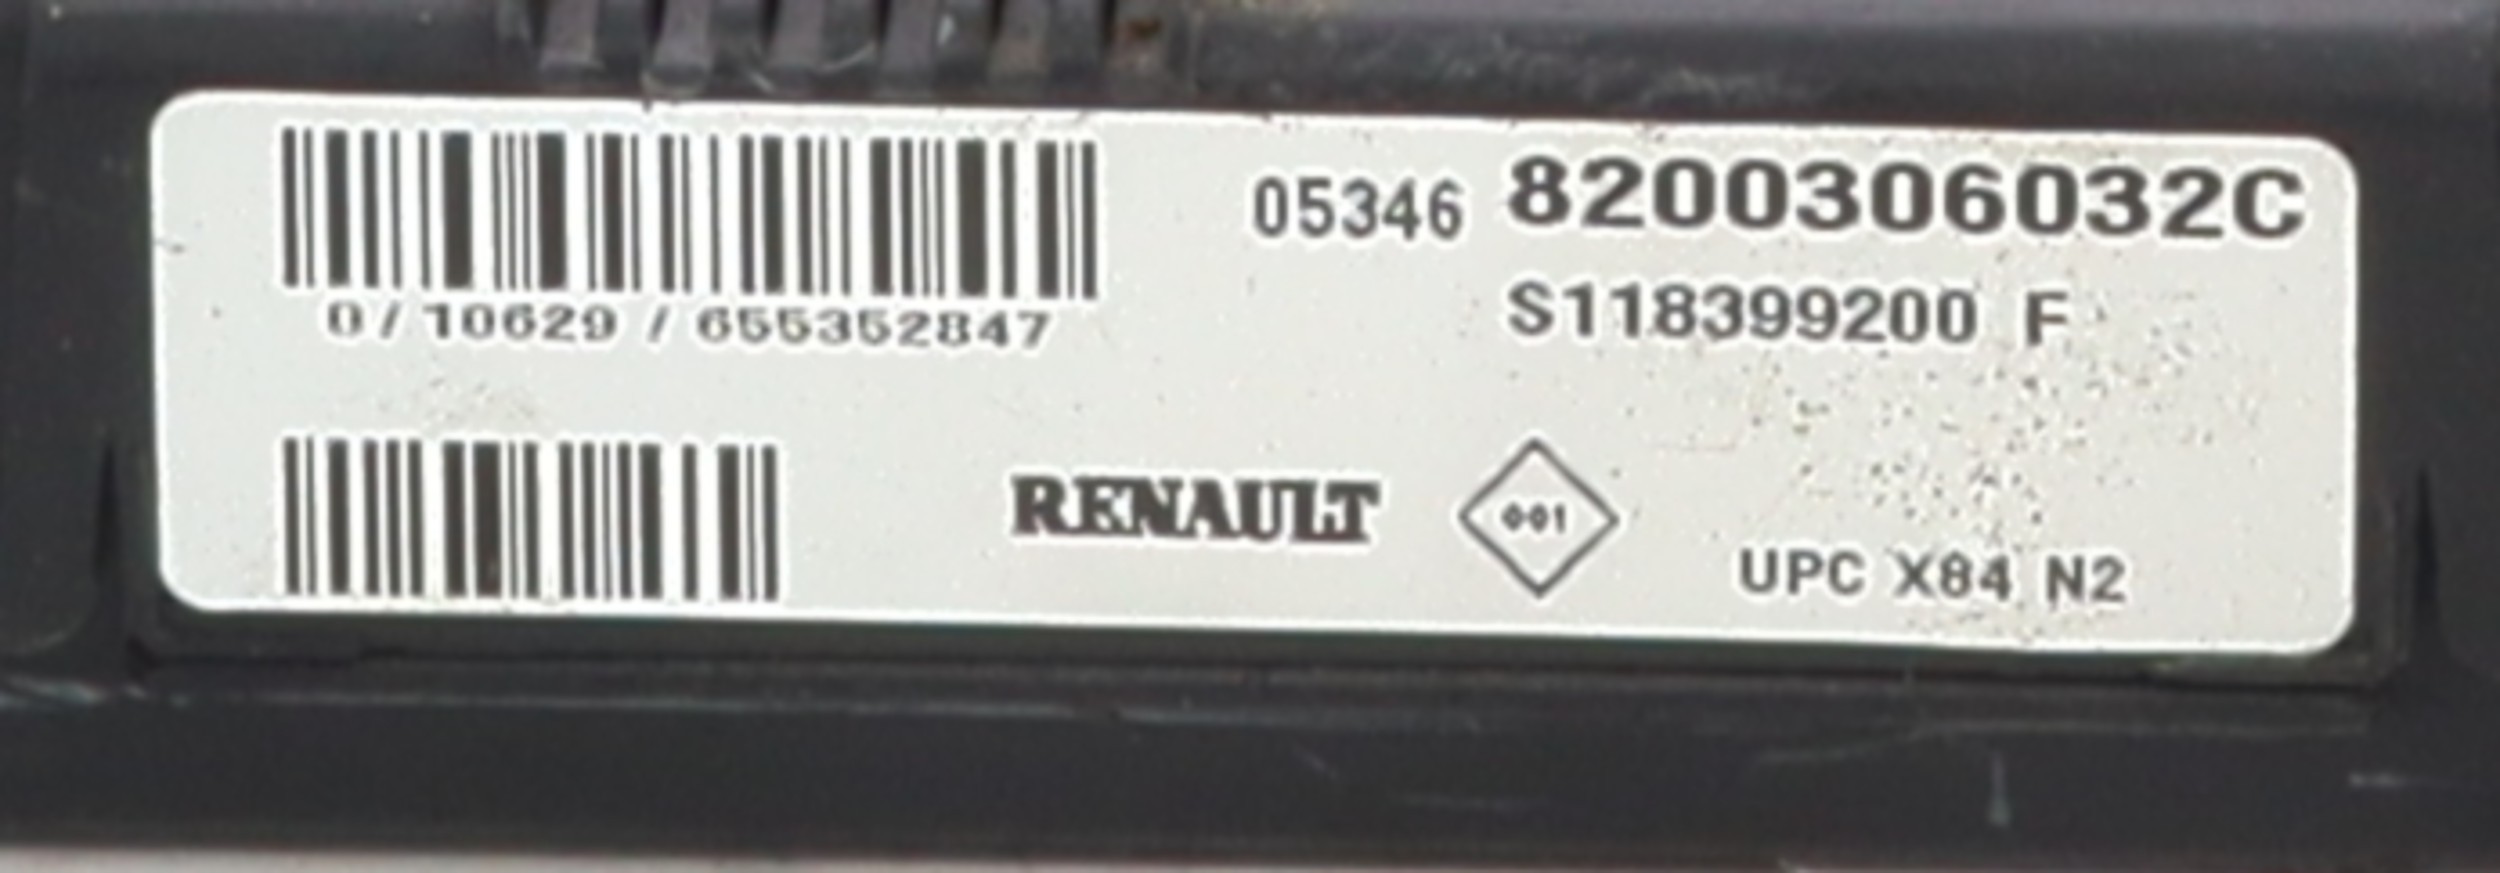 05346 8200306032C
0/10629/655352847
S118399200 F
RENAULT
001
UPC X84 N2